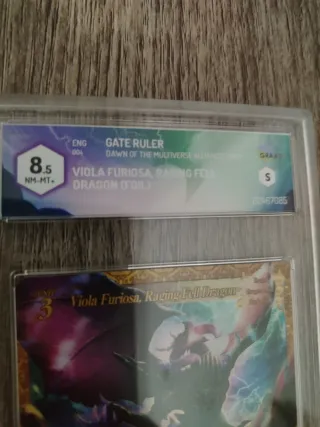 ENG
004
GATE RULER
DAWN OF THE MULTIVERSE
8.5
NM-MT+
VIOLA FURIOSA, RAGING FELL
DRAGON
S
3
Viola Furiosa, Raging Fell Dragon